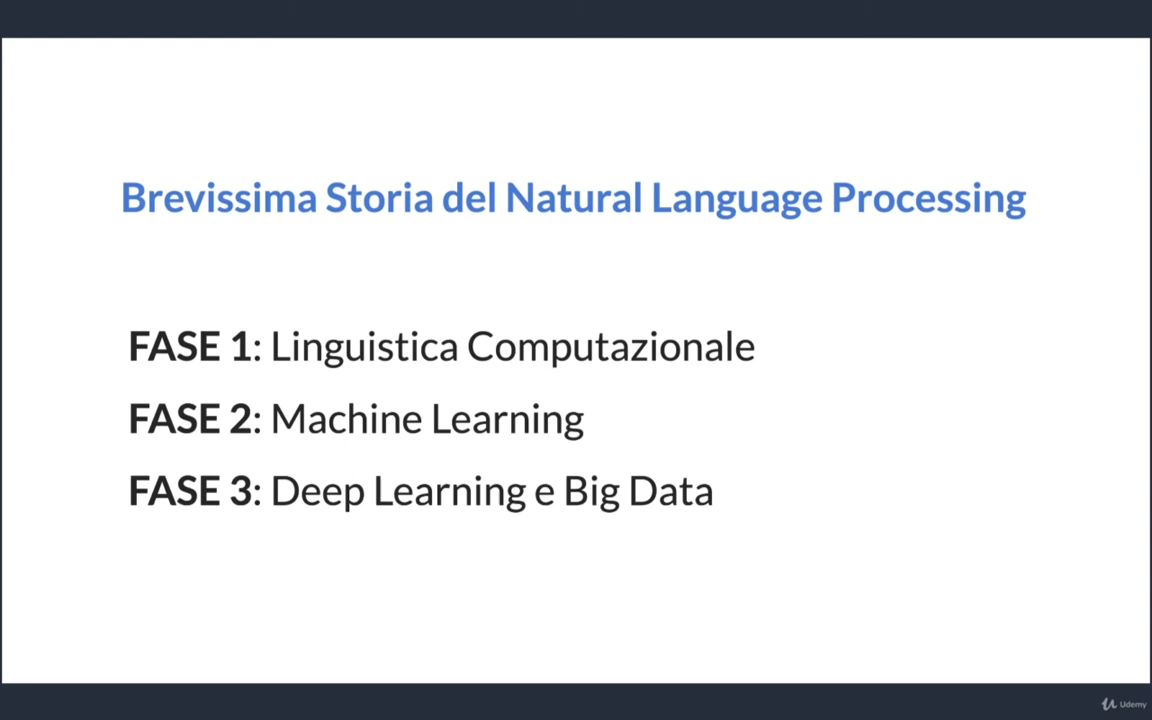 Brevissima Storia del Natural Language Processing
FASE 1: Linguistica Computazionale
FASE 2: Machine Learning
FASE 3: Deep Learning e Big Data
Udemy